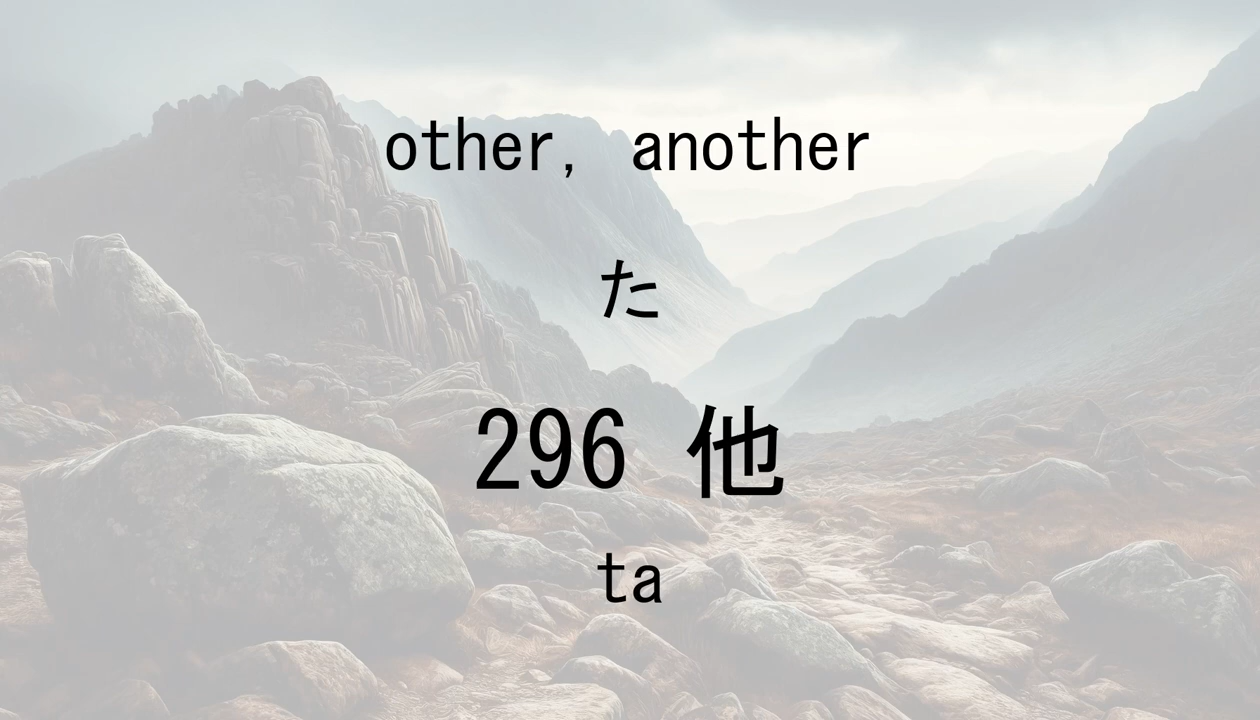 other, another
た
296 他
ta